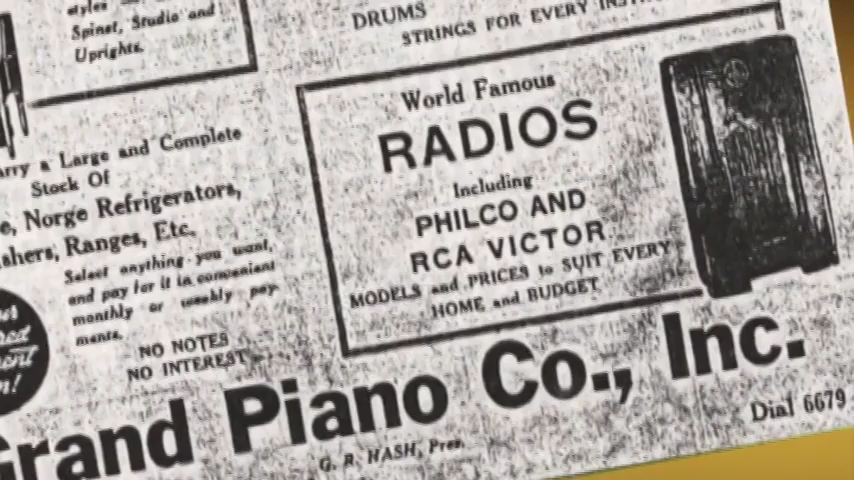 styles
Spinet, Studio and
Uprights.
DRUMS
STRINGS FOR EVERY
World Famous
RADIOS
Including
PHILCO AND
RCA VICTOR
MODELS and PRICES to SUIT EVERY
HOME and BUDGET
arry a Large and Complete
Stock Of
e, Norge Refrigerators,
shers, Ranges, Etc.
Select anything you want,
and pay for it in convenient
monthly or weekly pay-
ments.
NO NOTES
NO INTEREST
Grand Piano Co., Inc.
G. R. HASH, Pres.
Dial 6679